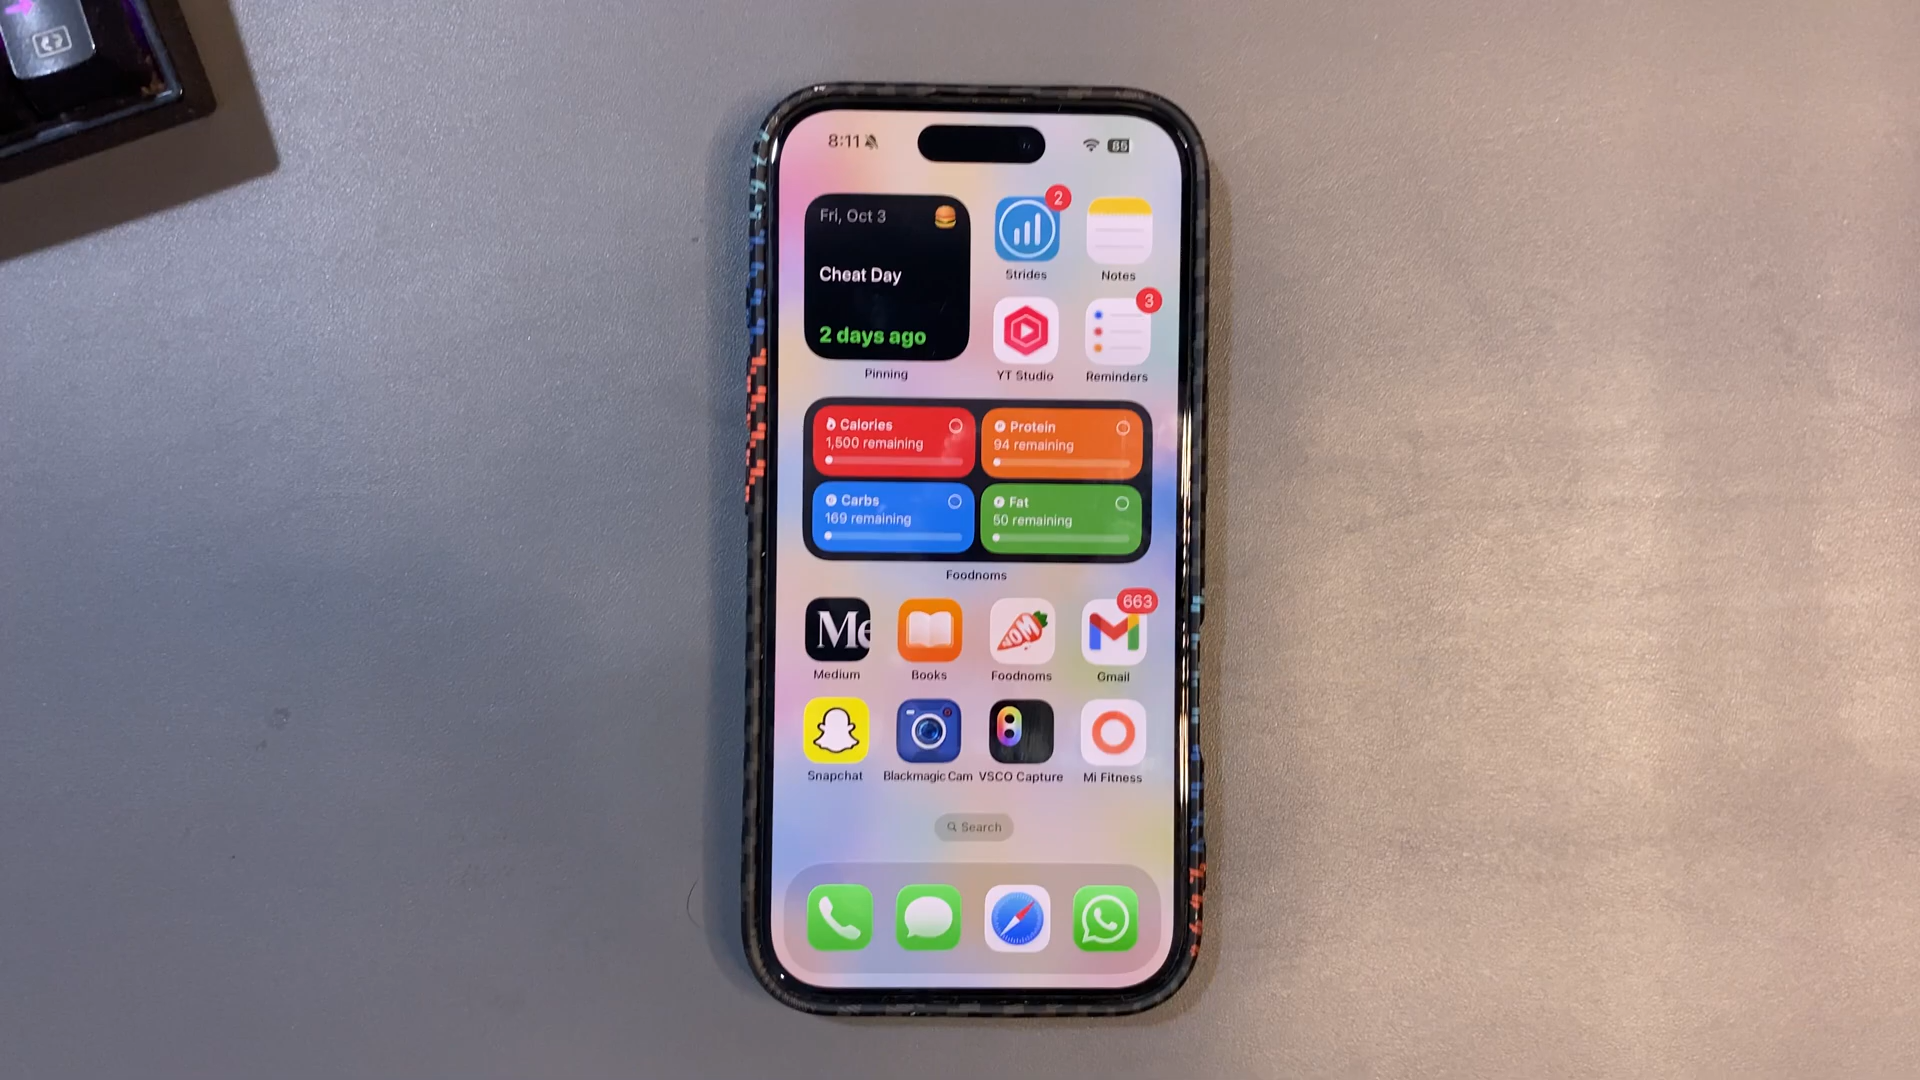 8:11
85
Fri, Oct 3
Cheat Day
2 days ago
Pinning
2
Strides
Notes
YT Studio
3
Reminders
Calories
1,500 remaining
Protein
94 remaining
Carbs
169 remaining
Fat
50 remaining
Foodnoms
Me
Medium
Books
NOM
Foodnoms
663
Gmail
Snapchat
Blackmagic Cam
VSCO Capture
Mi Fitness
Search